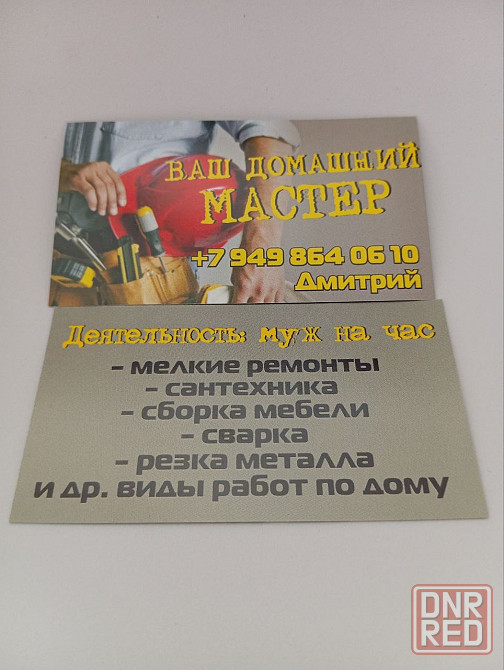 ВАШ ДОМАШНИЙ
МАСТЕР
+7 949 864 06 10
Дмитрий
Деятельность: муж на час
- мелкие ремонты
- сантехника
- сборка мебели
- сварка
- резка металла
и др. виды работ по дому
DNR
RED